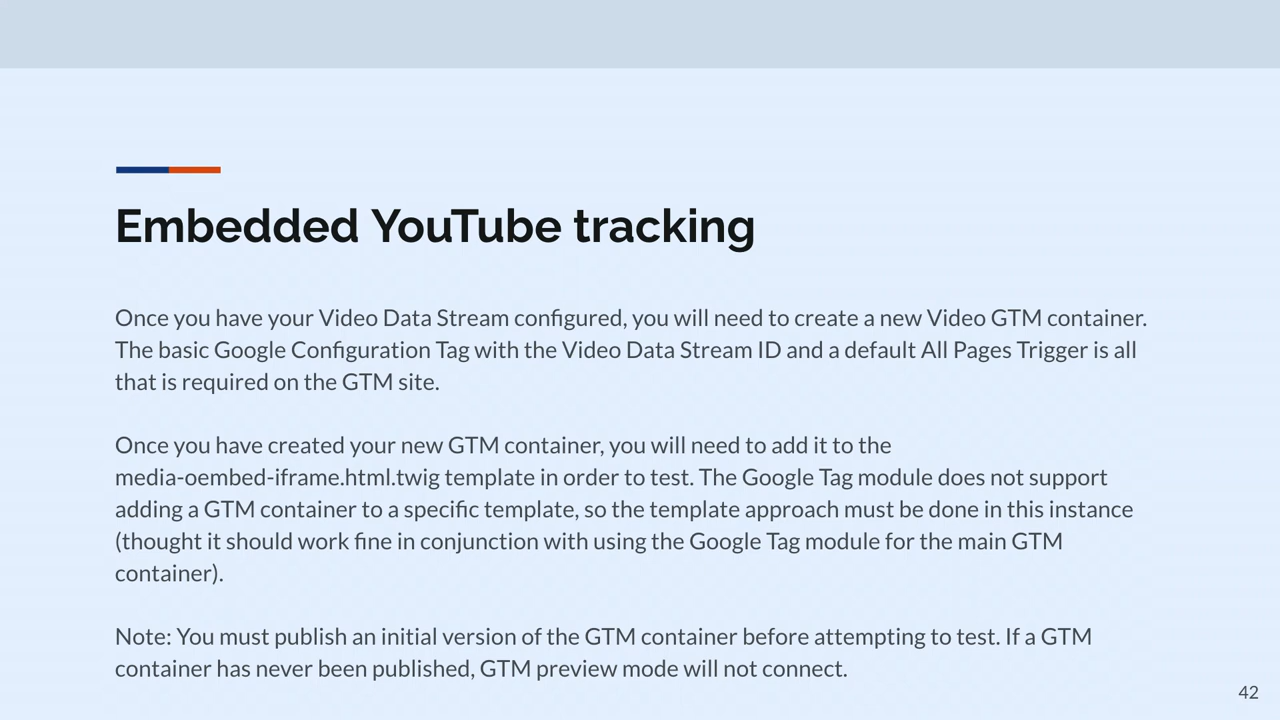 Embedded YouTube tracking
Once you have your Video Data Stream configured, you will need to create a new Video GTM container.
The basic Google Configuration Tag with the Video Data Stream ID and a default All Pages Trigger is all
that is required on the GTM site.
Once you have created your new GTM container, you will need to add it to the
media-oembed-iframe.html.twig template in order to test. The Google Tag module does not support
adding a GTM container to a specific template, so the template approach must be done in this instance
(thought it should work fine in conjunction with using the Google Tag module for the main GTM
container).
Note: You must publish an initial version of the GTM container before attempting to test. If a GTM
container has never been published, GTM preview mode will not connect.
42